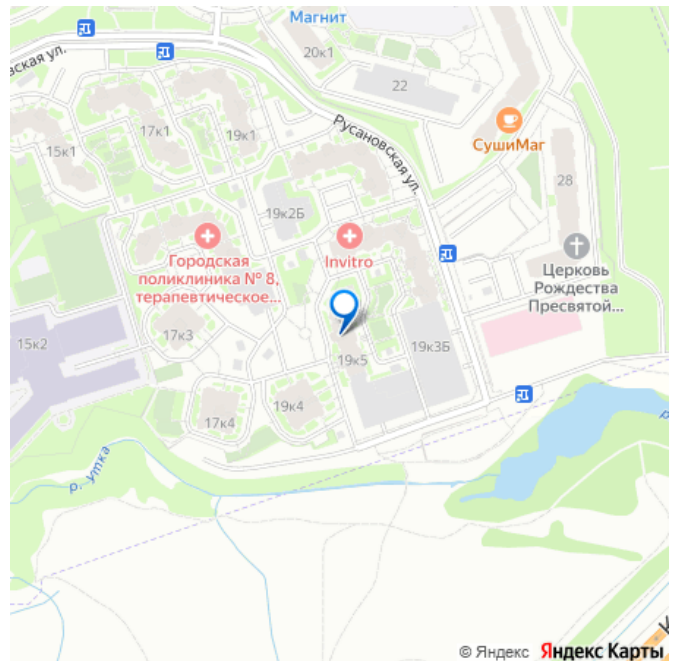 Магнит
20к1
вская ул.
22
17к1
19к1
Русановская ул.
15к1
СушиМаг
28
19к2Б
Городская
поликлиника № 8,
терапевтическое...
Invitro
Церковь
Рождества
Пресвятой...
17к3
15к2
19к5
19к3Б
19к4
17к4
р. Утка
р
К
© Яндекс Яндекс Карты